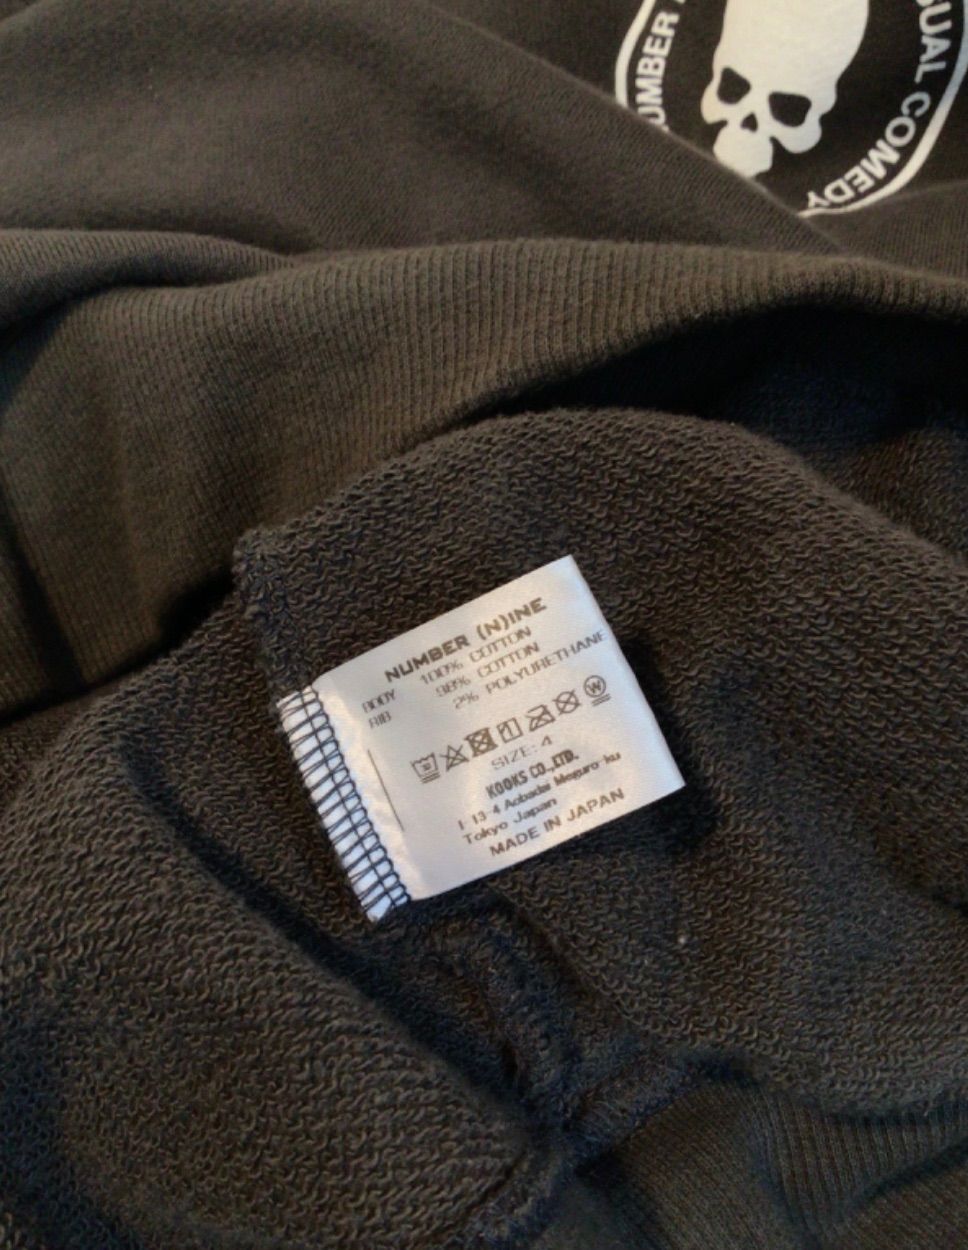 UMBER
UAL COMEDY
NUMBER (N)INE
BODY 100% COTTON
RIB 98% COTTON
2% POLYURETHANE
SIZE: 4
KOOKS CO.,LTD.
1-13-4 Aobadai Meguro-ku
Tokyo Japan
MADE IN JAPAN